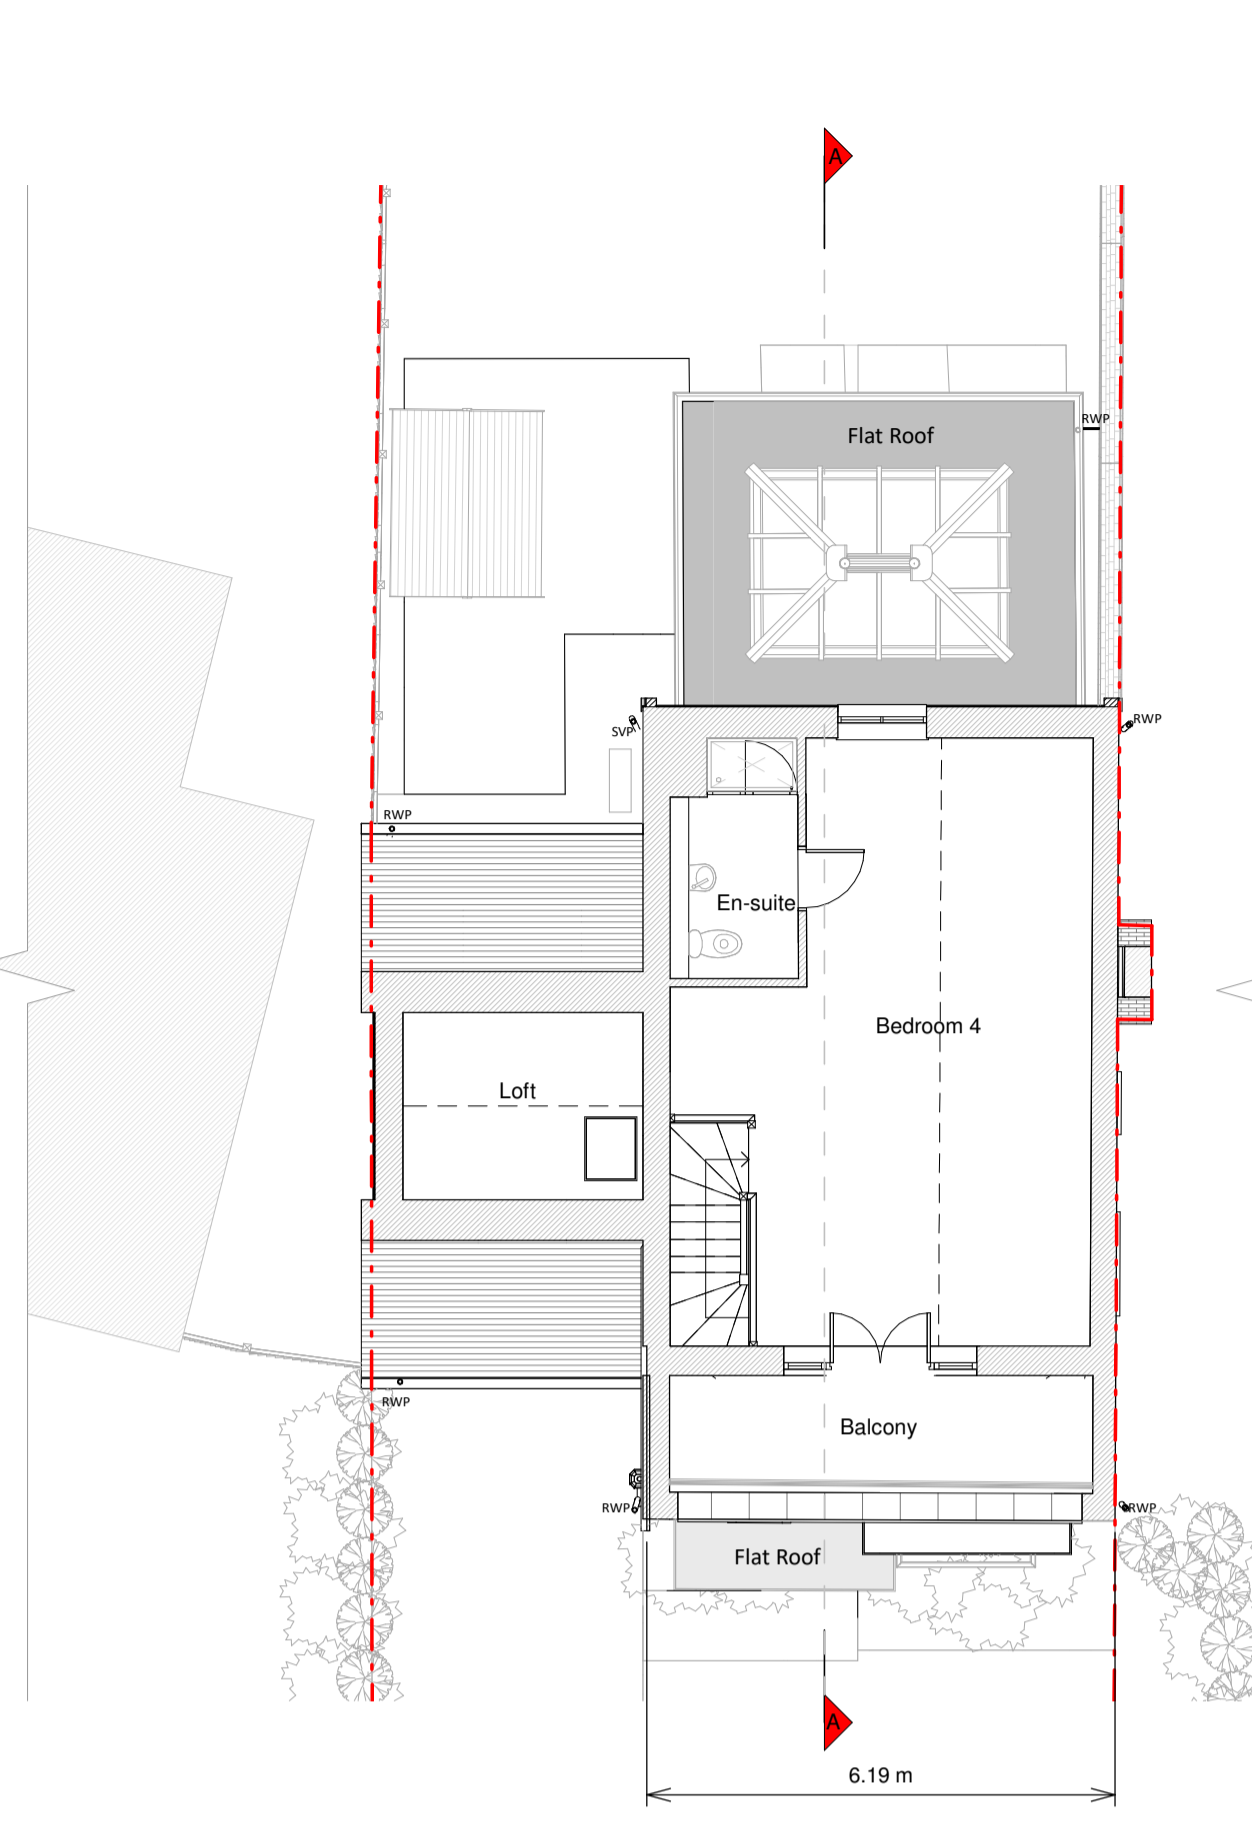 A
RWP
Flat Roof
SVP
RWP
RWP
En-suite
Bedroom 4
Loft
RWP
Balcony
RWP
RWP
Flat Roof
A
6.19 m